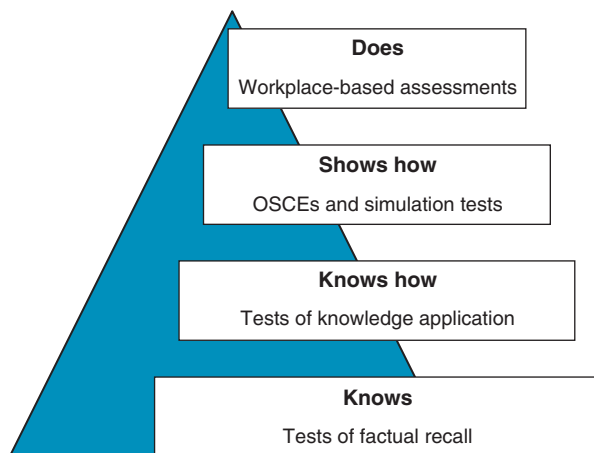 Does
Workplace-based assessments
Shows how
OSCEs and simulation tests
Knows how
Tests of knowledge application
Knows
Tests of factual recall